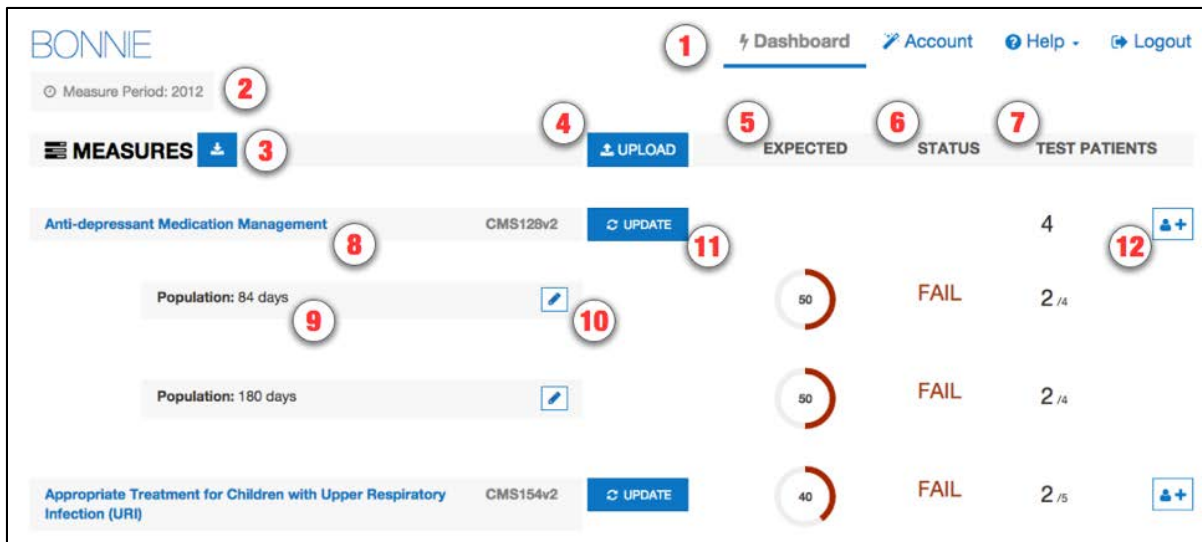 BONNIE
1
Dashboard
Account
Help
Logout
Measure Period: 2012
2
MEASURES
3
4
UPLOAD
5
EXPECTED
6
STATUS
7
TEST PATIENTS
Anti-depressant Medication Management
8
CMS128v2
UPDATE
11
4
12
Population: 84 days
9
10
50
FAIL
2 /4
Population: 180 days
50
FAIL
2 /4
Appropriate Treatment for Children with Upper Respiratory
Infection (URI)
CMS154v2
UPDATE
40
FAIL
2 /5